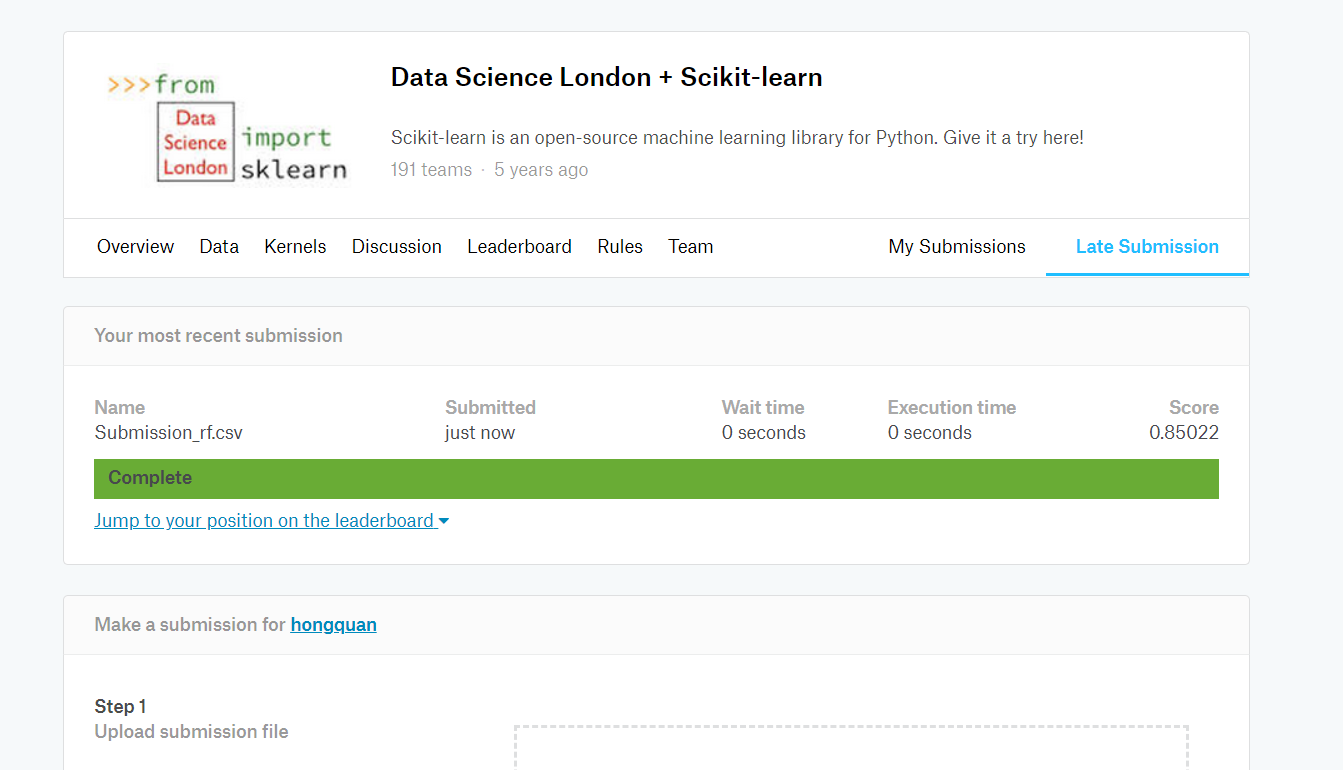 >>>from
Data
Science
London
import
sklearn
Data Science London + Scikit-learn
Scikit-learn is an open-source machine learning library for Python. Give it a try here!
191 teams · 5 years ago
Overview Data Kernels Discussion Leaderboard Rules Team My Submissions Late Submission
Your most recent submission
Name Submitted Wait time Execution time Score
Submission_rf.csv just now 0 seconds 0 seconds 0.85022
Complete
Jump to your position on the leaderboard
Make a submission for hongquan
Step 1
Upload submission file